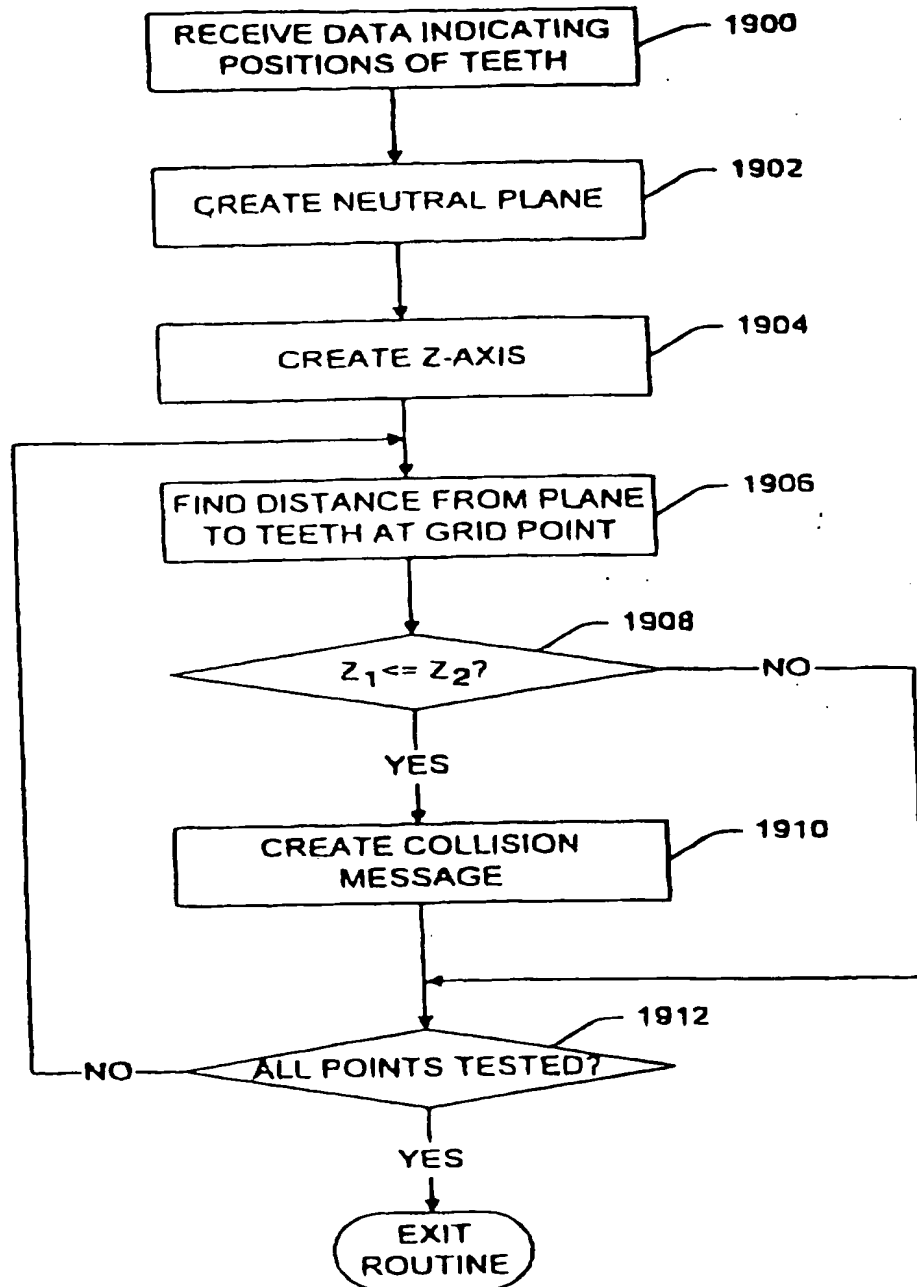 RECEIVE DATA INDICATING
POSITIONS OF TEETH
1900
CREATE NEUTRAL PLANE
1902
CREATE Z-AXIS
1904
FIND DISTANCE FROM PLANE
TO TEETH AT GRID POINT
1906
Z1 <= Z2?
1908
NO
YES
CREATE COLLISION
MESSAGE
1910
ALL POINTS TESTED?
1912
NO
YES
EXIT
ROUTINE